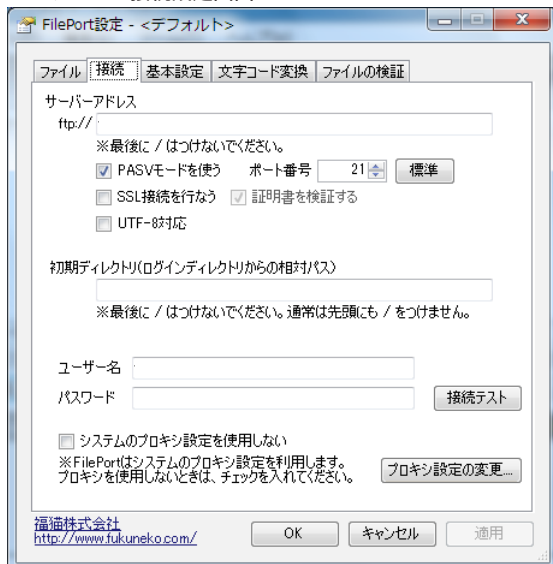 FilePort設定 - <デフォルト>
ファイル 接続 基本設定 文字コード変換 ファイルの検証
サーバーアドレス
ftp://
※最後に / はつけないでください。
PASVモードを使う ポート番号 21 標準
SSL接続を行なう 証明書を検証する
UTF-8対応
初期ディレクトリ(ログインディレクトリからの相対パス)
※最後に / はつけないでください。通常は先頭にも / をつけません。
ユーザー名
パスワード 接続テスト
システムのプロキシ設定を使用しない
※FilePortはシステムのプロキシ設定を利用します。
プロキシを使用しないときは、チェックを入れてください。 プロキシ設定の変更...
福猫株式会社
http://www.fukuneko.com/ OK キャンセル 適用